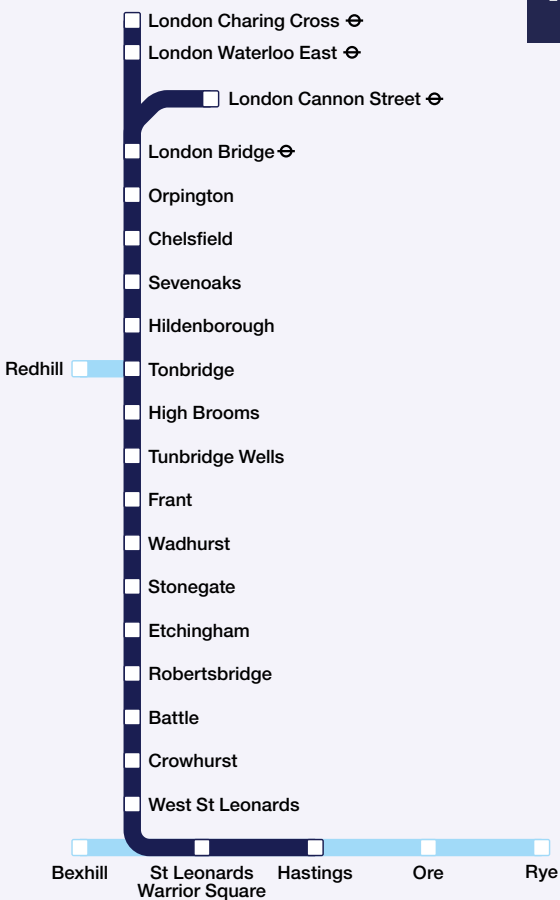 London Charing Cross
London Waterloo East
London Cannon Street
London Bridge
Orpington
Chelsfield
Sevenoaks
Hildenborough
Redhill
Tonbridge
High Brooms
Tunbridge Wells
Frant
Wadhurst
Stonegate
Etchingham
Robertsbridge
Battle
Crowhurst
West St Leonards
Bexhill
St Leonards
Warrior Square
Hastings
Ore
Rye